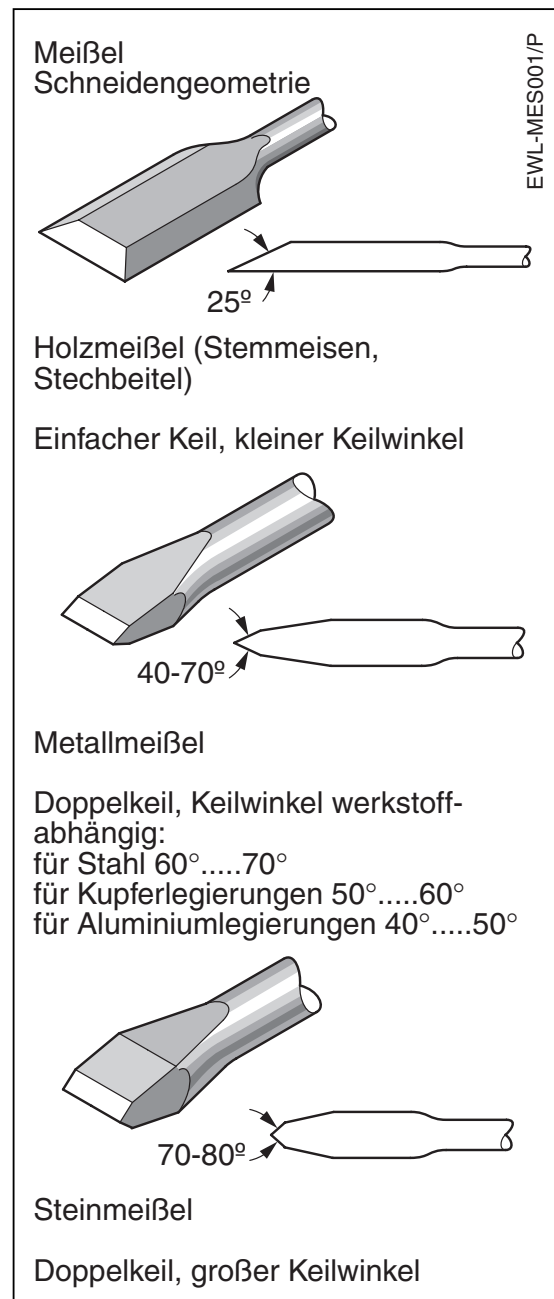 Meißel
Schneidengeometrie
EWL-MES001/P
25º
Holzmeißel (Stemmeisen,
Stechbeitel)
Einfacher Keil, kleiner Keilwinkel
40-70º
Metallmeißel
Doppelkeil, Keilwinkel werkstoff-
abhängig:
für Stahl 60°.....70°
für Kupferlegierungen 50°.....60°
für Aluminiumlegierungen 40°.....50°
70-80º
Steinmeißel
Doppelkeil, großer Keilwinkel